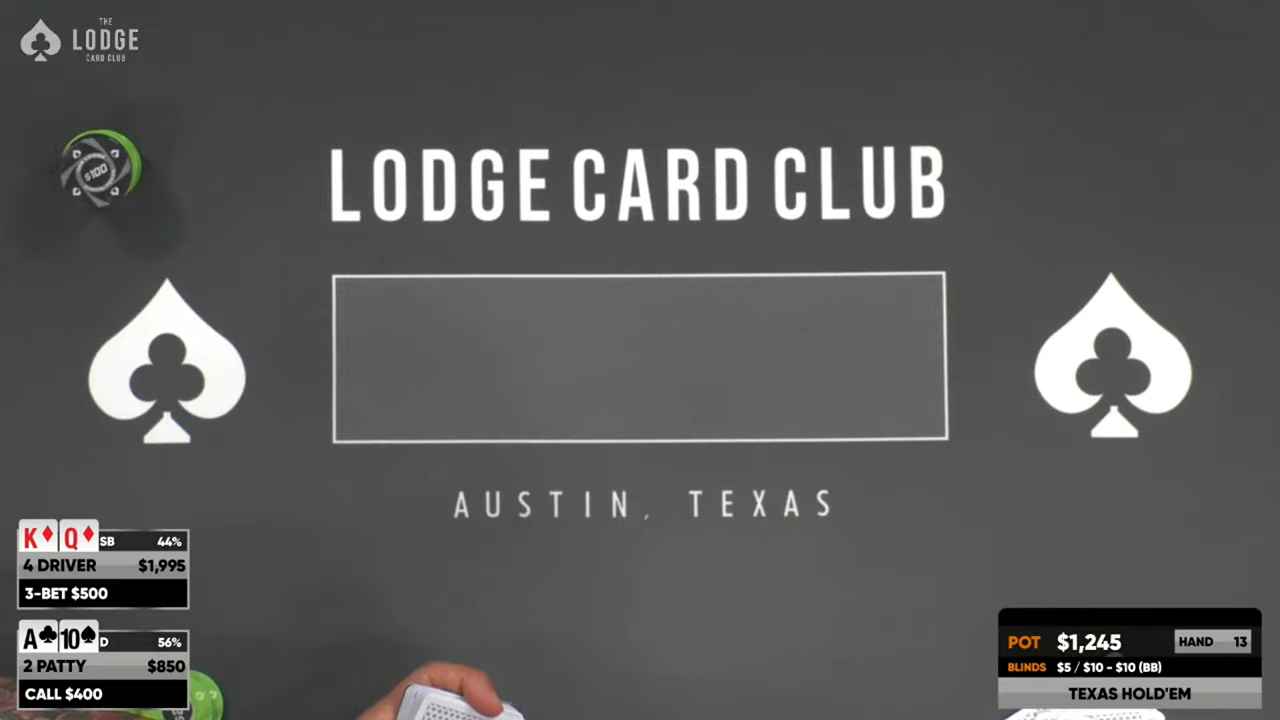 THE
LODGE
CARD CLUB
$100
LODGE CARD CLUB
AUSTIN, TEXAS
K Q SB 44%
4 DRIVER $1,995
3-BET $500
A 10 D 56%
2 PATTY $850
CALL $400
POT $1,245 HAND 13
BLINDS $5 / $10 - $10 (BB)
TEXAS HOLD'EM